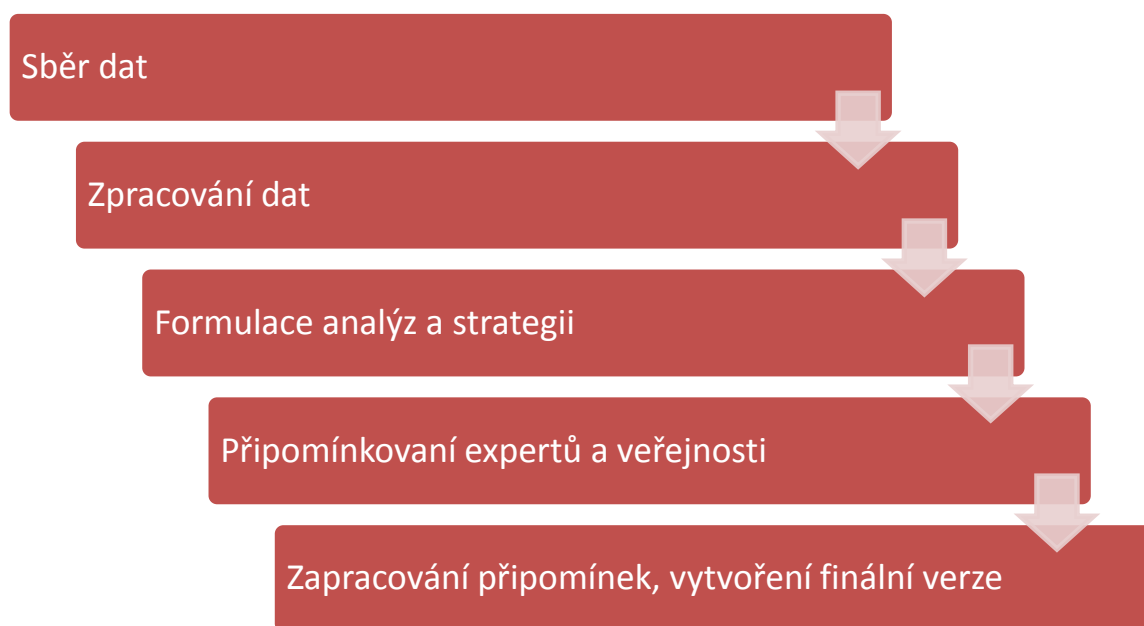 Sběr dat
Zpracování dat
Formulace analýz a strategii
Připomínkovaní expertů a veřejnosti
Zapracování připomínek, vytvoření finální verze